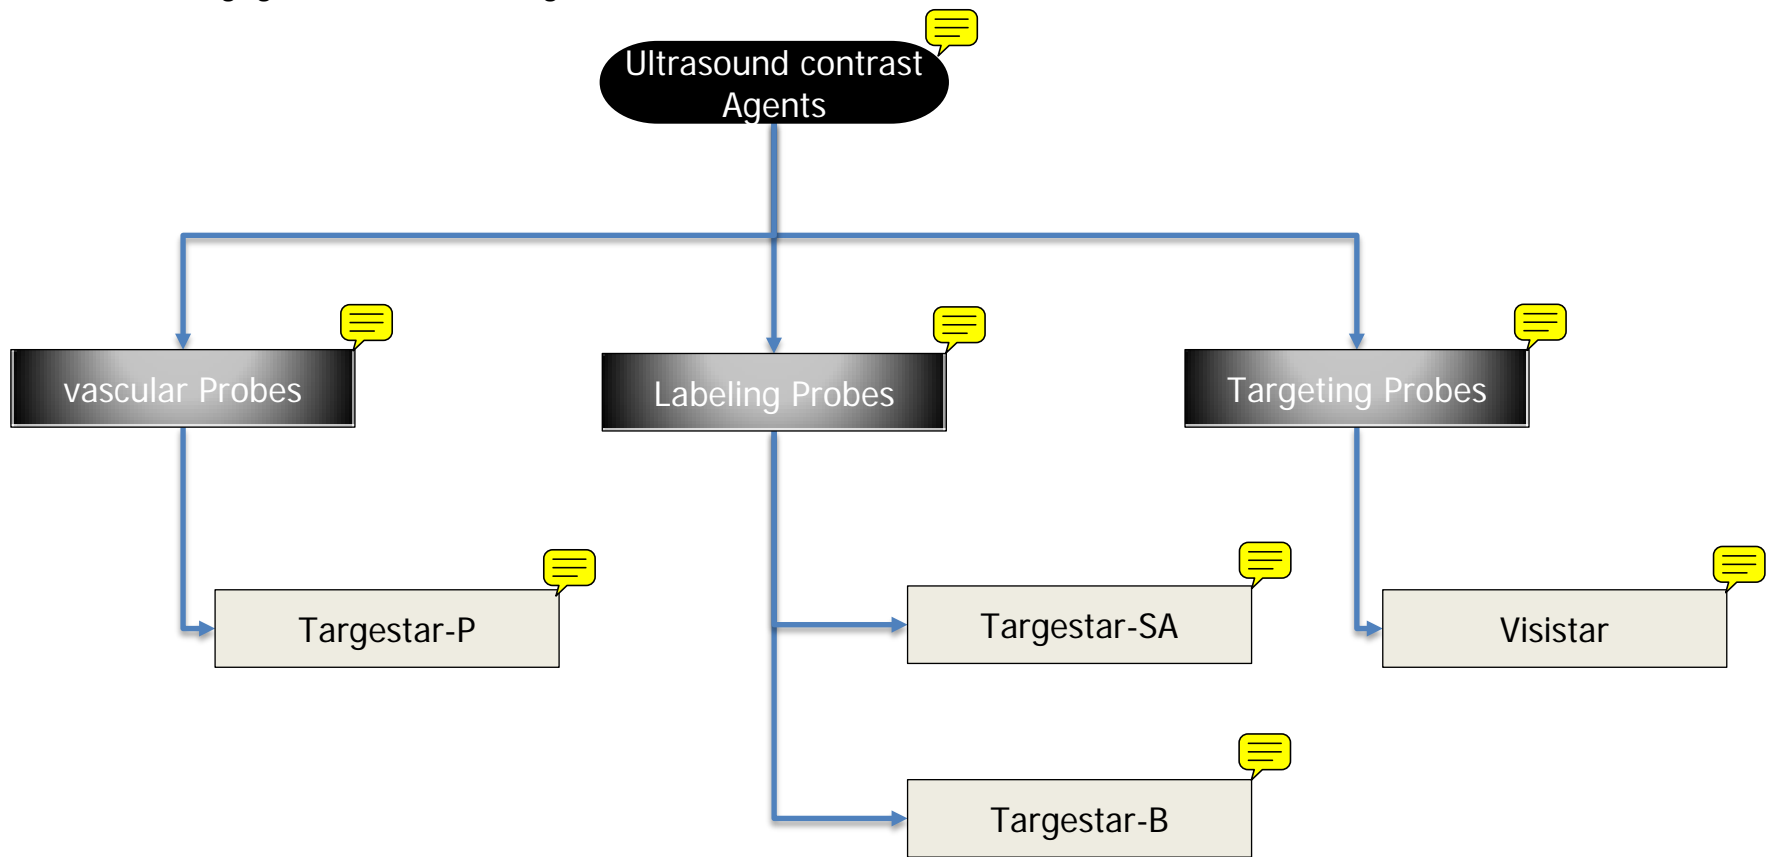 Ultrasound contrast
Agents
vascular Probes
Labeling Probes
Targeting Probes
Targestar-P
Targestar-SA
Visistar
Targestar-B